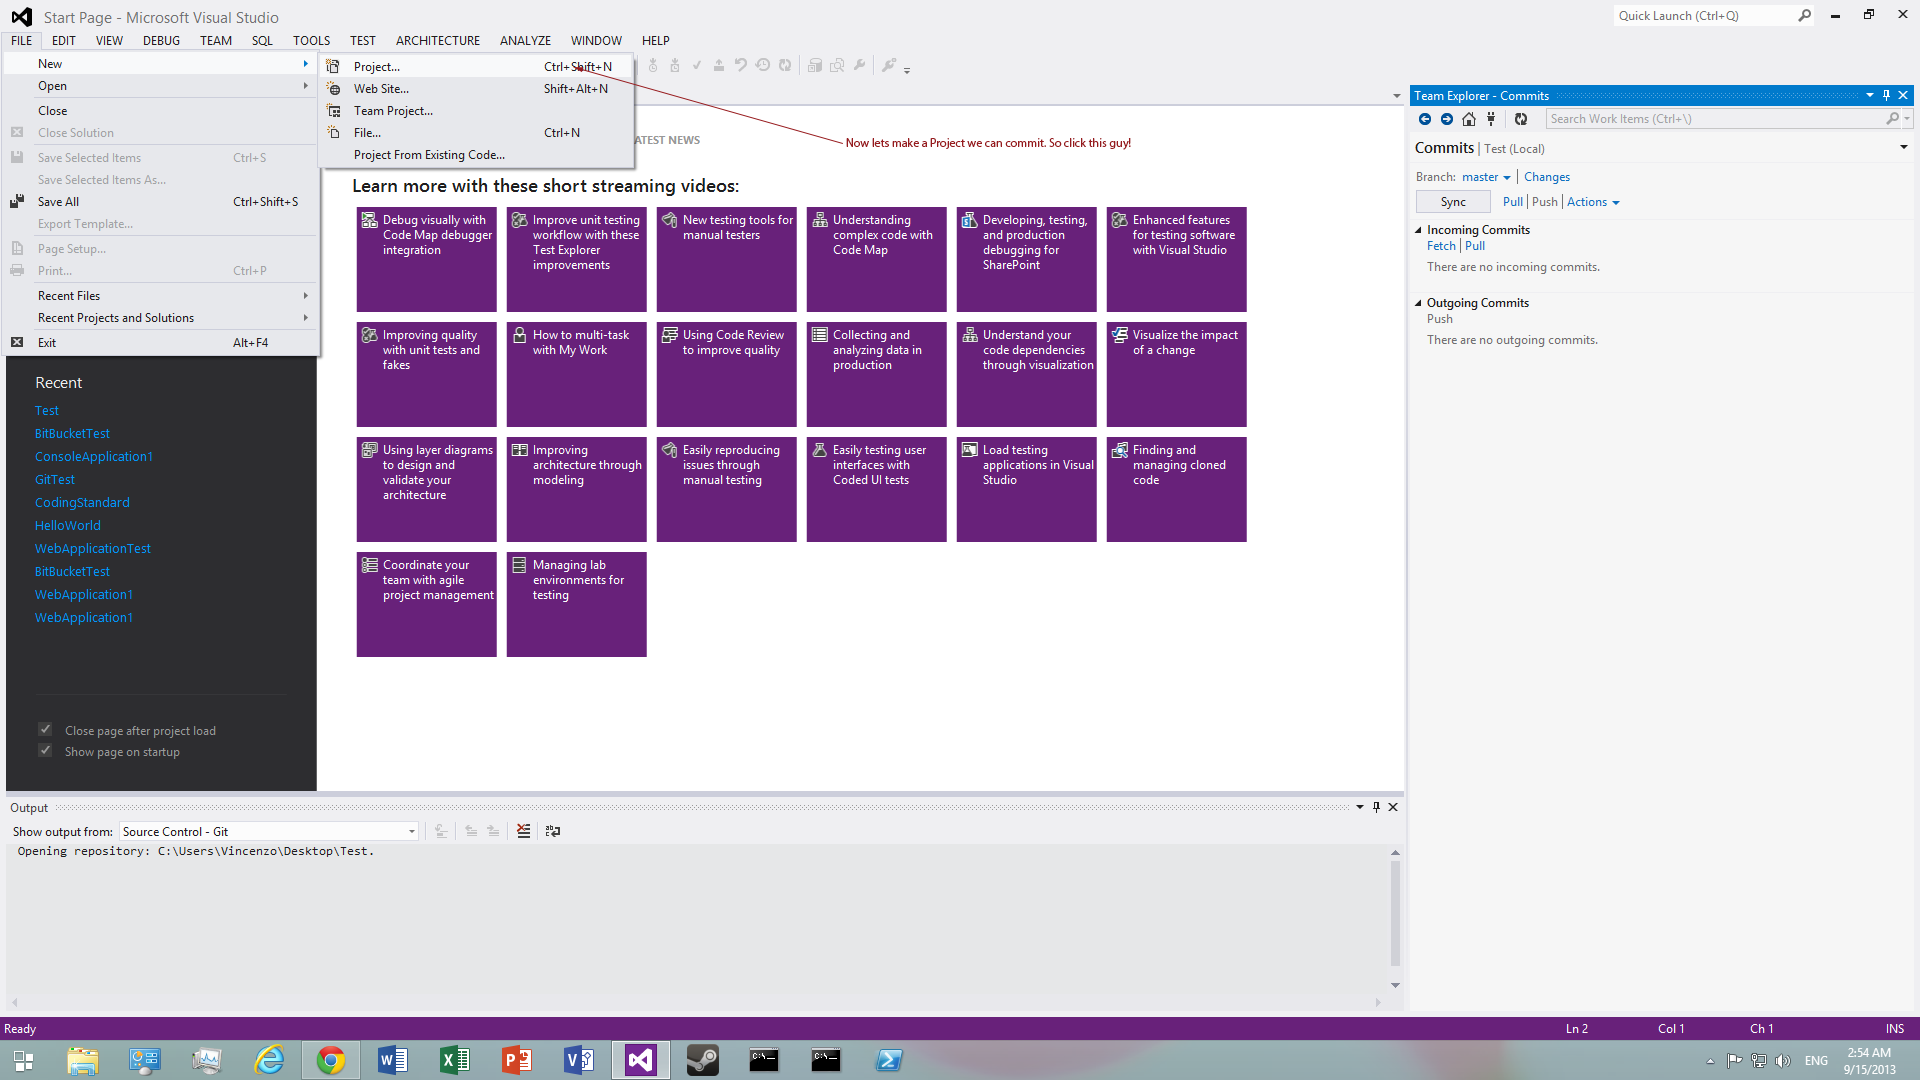 Start Page - Microsoft Visual Studio
Quick Launch (Ctrl+Q)
FILE EDIT VIEW DEBUG TEAM SQL TOOLS TEST ARCHITECTURE ANALYZE WINDOW HELP
New
Open
Close
Close Solution
Save Selected Items Ctrl+S
Save Selected Items As...
Save All Ctrl+Shift+S
Export Template...
Page Setup...
Print... Ctrl+P
Recent Files
Recent Projects and Solutions
Exit Alt+F4
Project... Ctrl+Shift+N
Web Site... Shift+Alt+N
Team Project...
File... Ctrl+N
Project From Existing Code...
ATEST NEWS
Now lets make a Project we can commit. So click this guy!
Learn more with these short streaming videos:
Debug visually with
Code Map debugger
integration
Improve unit testing
workflow with these
Test Explorer
improvements
New testing tools for
manual testers
Understanding
complex code with
Code Map
Developing, testing,
and production
debugging for
SharePoint
Enhanced features
for testing software
with Visual Studio
Improving quality
with unit tests and
fakes
How to multi-task
with My Work
Using Code Review
to improve quality
Collecting and
analyzing data in
production
Understand your
code dependencies
through visualization
Visualize the impact
of a change
Using layer diagrams
to design and
validate your
architecture
Improving
architecture through
modeling
Easily reproducing
issues through
manual testing
Easily testing user
interfaces with
Coded UI tests
Load testing
applications in Visual
Studio
Finding and
managing cloned
code
Coordinate your
team with agile
project management
Managing lab
environments for
testing
Recent
Test
BitBucketTest
ConsoleApplication1
GitTest
CodingStandard
HelloWorld
WebApplicationTest
BitBucketTest
WebApplication1
WebApplication1
Close page after project load
Show page on startup
Team Explorer - Commits
Search Work Items (Ctrl+\)
Commits | Test (Local)
Branch: master | Changes
Sync Pull | Push | Actions
Incoming Commits
Fetch | Pull
There are no incoming commits.
Outgoing Commits
Push
There are no outgoing commits.
Output
Show output from: Source Control - Git
Opening repository: C:\Users\Vincenzo\Desktop\Test.
Ready Ln 2 Col 1 Ch 1 INS
ENG
2:54 AM
9/15/2013